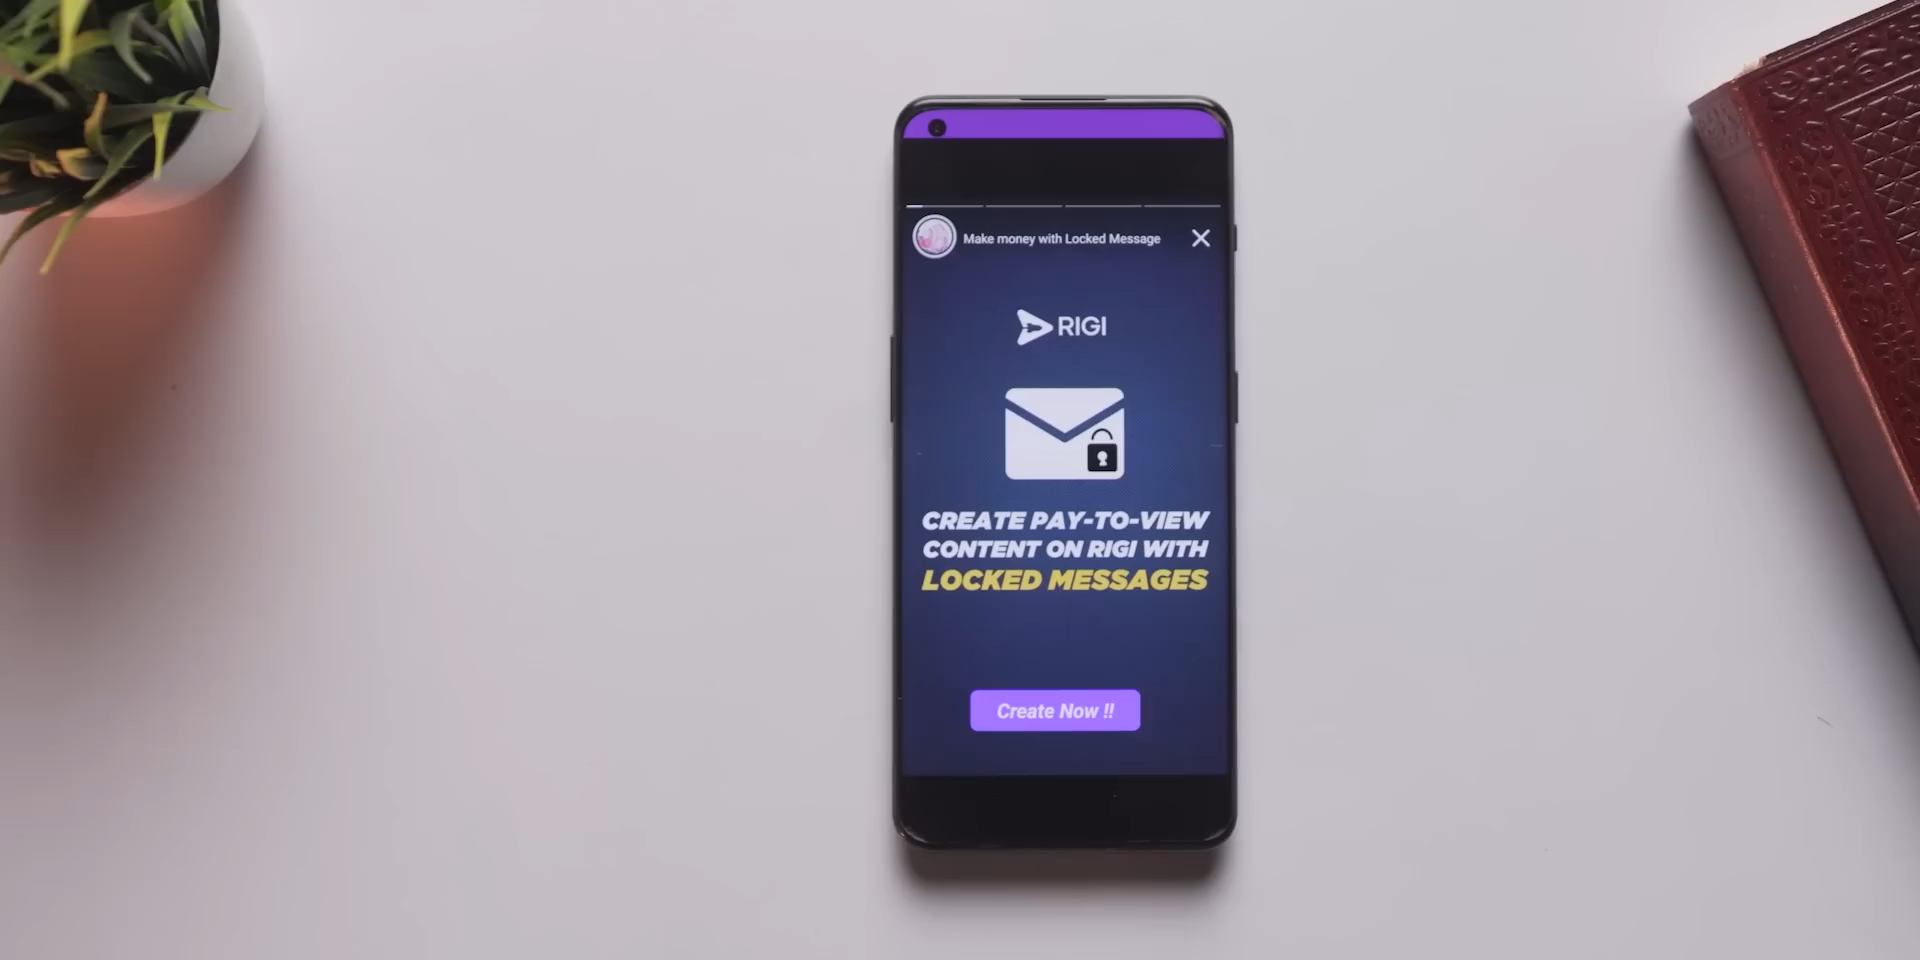 Make money with Locked Message
RIGI
CREATE PAY-TO-VIEW
CONTENT ON RIGI WITH
LOCKED MESSAGES
Create Now !!